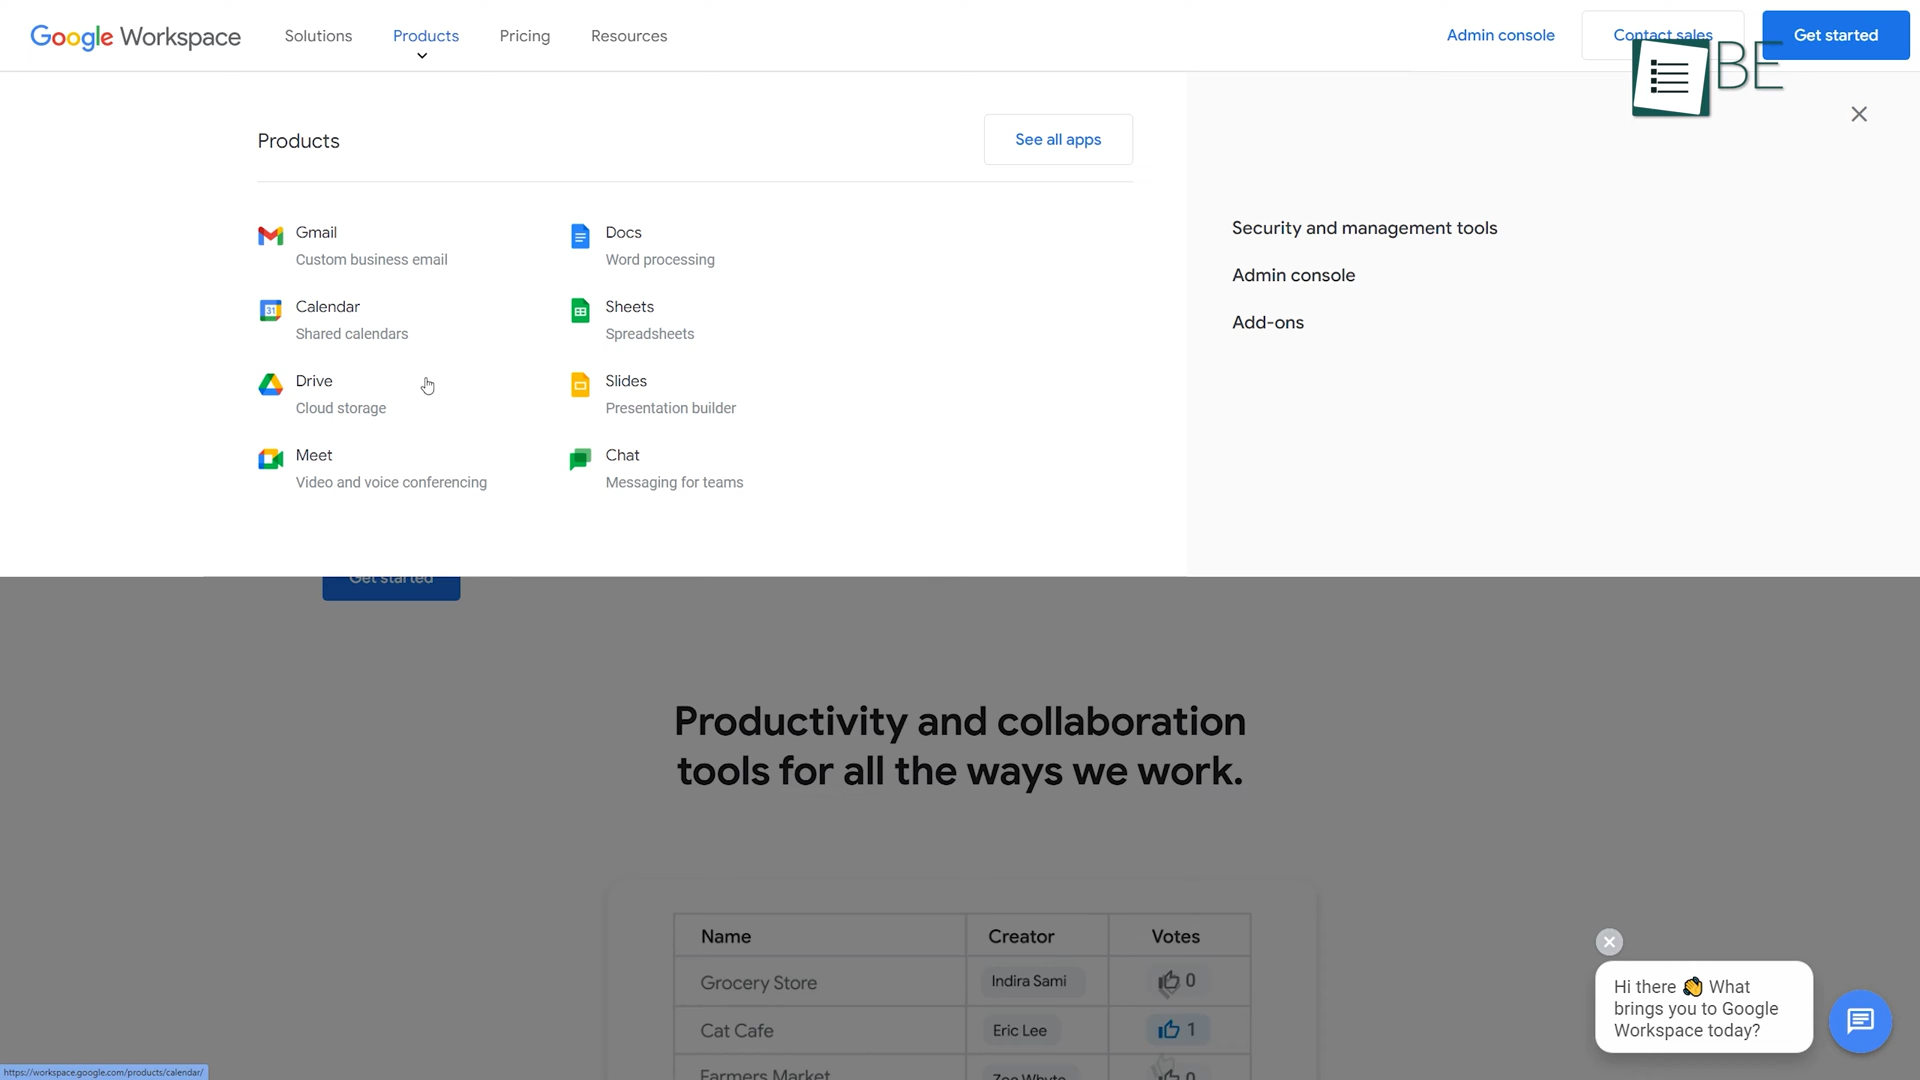 Google Workspace Solutions Products Pricing Resources Admin console Contact sales Get started
BE
Products See all apps
Gmail
Custom business email
Docs
Word processing
Calendar
Shared calendars
Sheets
Spreadsheets
Drive
Cloud storage
Slides
Presentation builder
Meet
Video and voice conferencing
Chat
Messaging for teams
Security and management tools
Admin console
Add-ons
Get started
Productivity and collaboration
tools for all the ways we work.
Name Creator Votes
Grocery Store Indira Sami 0
Cat Cafe Eric Lee 1
Farmers Market Zoe Whyte 0
Hi there 👋 What
brings you to Google
Workspace today?
https://workspace.google.com/products/calendar/
31